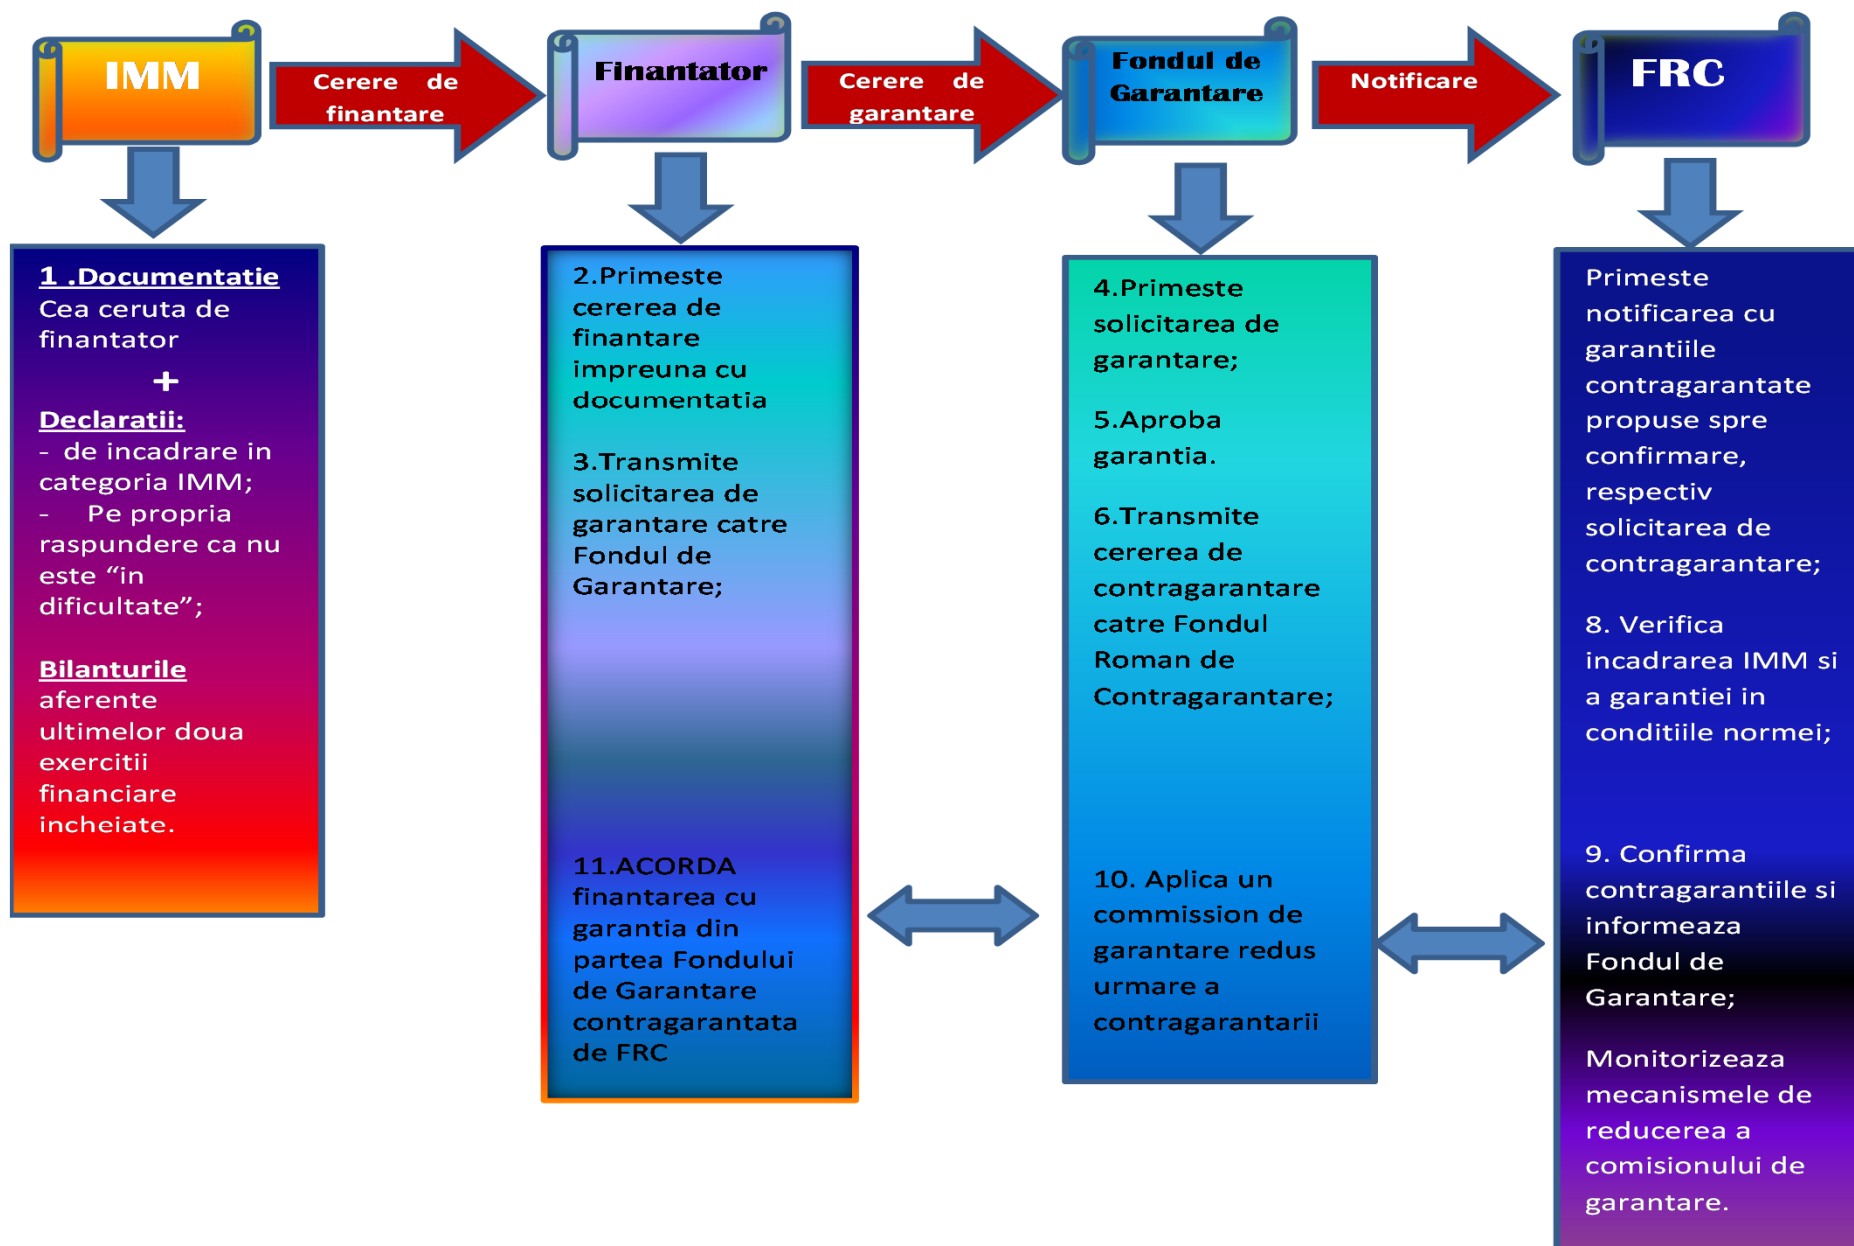 IMM
Cerere de
finantare
Finantator
Cerere de
garantare
Fondul de
Garantare
Notificare
FRC
1 .Documentatie
Cea ceruta de
finantator
+
Declaratii:
- de incadrare in
categoria IMM;
- Pe propria
raspundere ca nu
este “in
dificultate”;
Bilanturile
aferente
ultimelor doua
exercitii
financiare
incheiate.
2.Primeste
cererea de
finantare
impreuna cu
documentatia
3.Transmite
solicitarea de
garantare catre
Fondul de
Garantare;
11.ACORDA
finantarea cu
garantia din
partea Fondului
de Garantare
contragarantata
de FRC
4.Primeste
solicitarea de
garantare;
5.Aproba
garantia.
6.Transmite
cererea de
contragarantare
catre Fondul
Roman de
Contragarantare;
10. Aplica un
commission de
garantare redus
urmare a
contragarantarii
Primeste
notificarea cu
garantiile
contragarantate
propuse spre
confirmare,
respectiv
solicitarea de
contragarantare;
8. Verifica
incadrarea IMM si
a garantiei in
conditiile normei;
9. Confirma
contragarantiile si
informeaza
Fondul de
Garantare;
Monitorizeaza
mecanismele de
reducerea a
comisionului de
garantare.